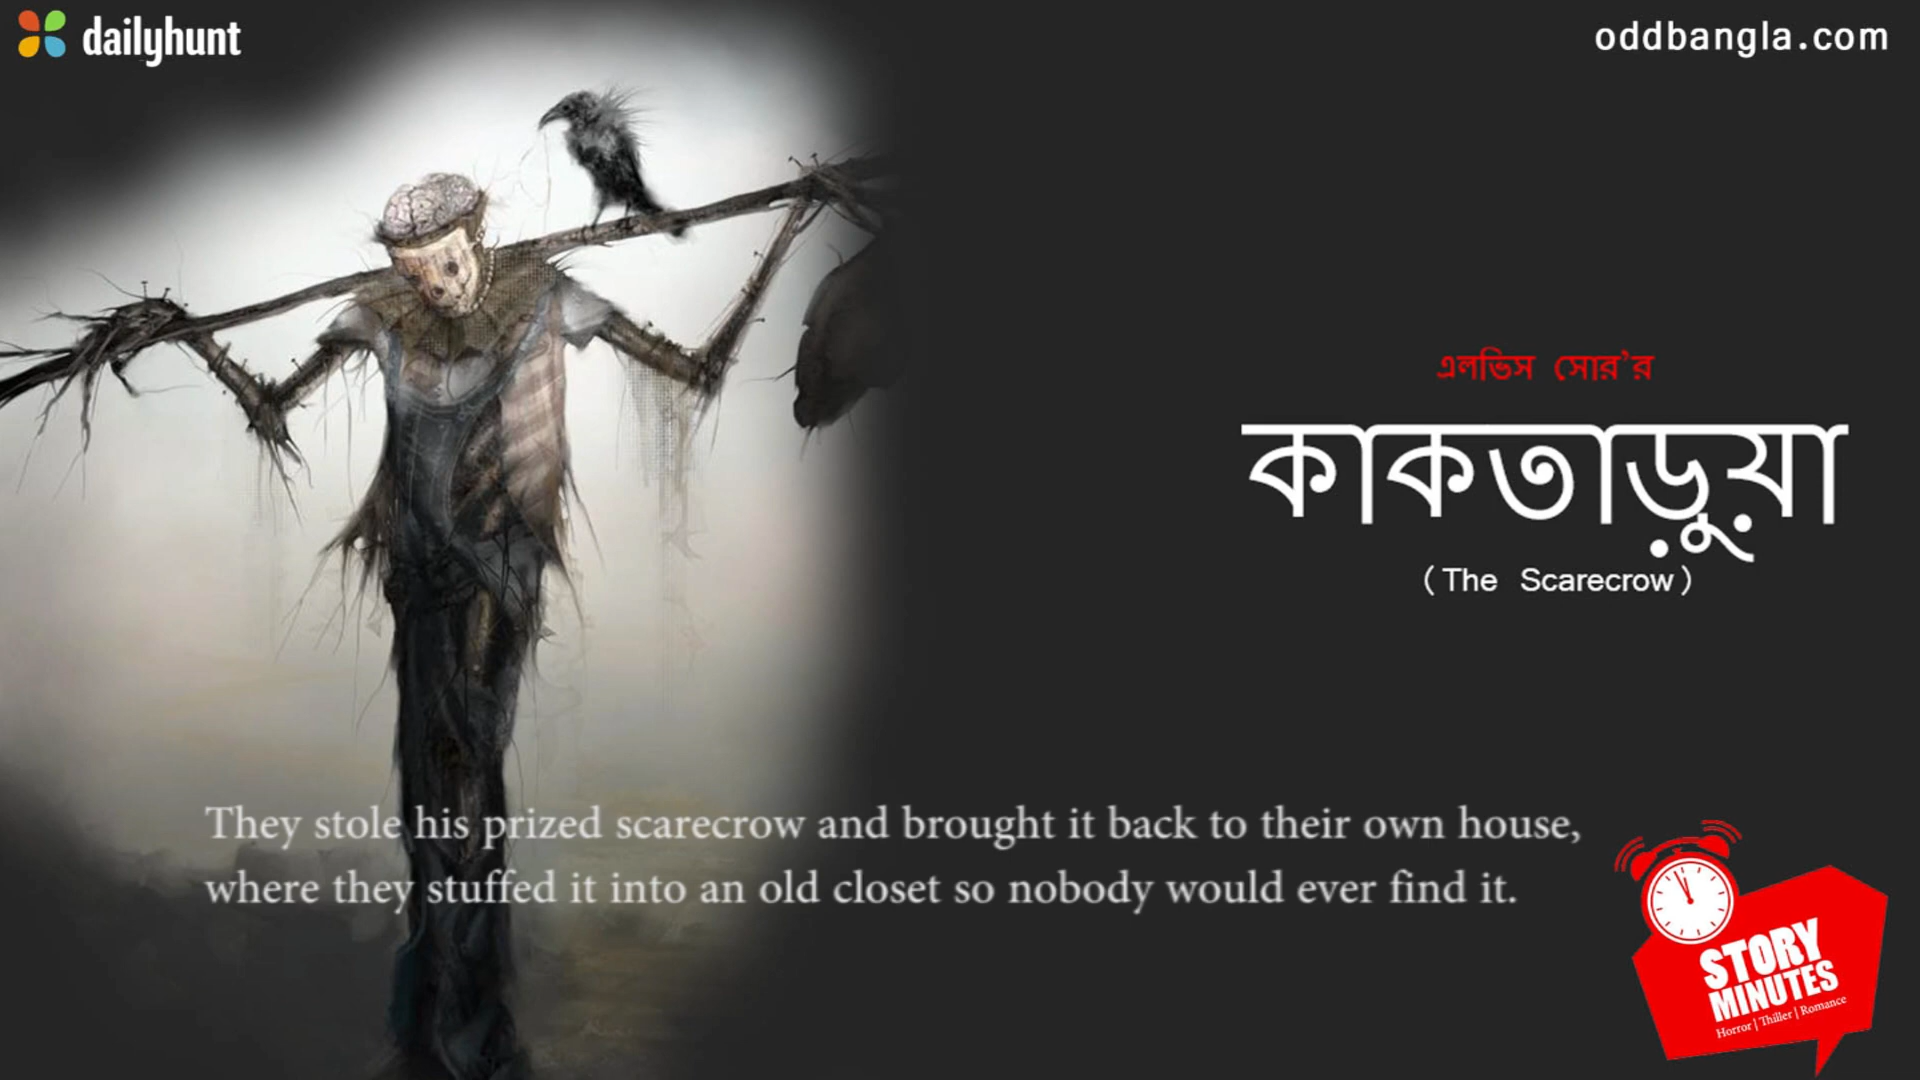 dailyhunt
oddbangla.com
এলভিস সোর'র
কাকতাড়ুয়া
(The Scarecrow)
They stole his prized scarecrow and brought it back to their own house,
where they stuffed it into an old closet so nobody would ever find it.
STORY
MINUTES
Horror | Thiller | Romance